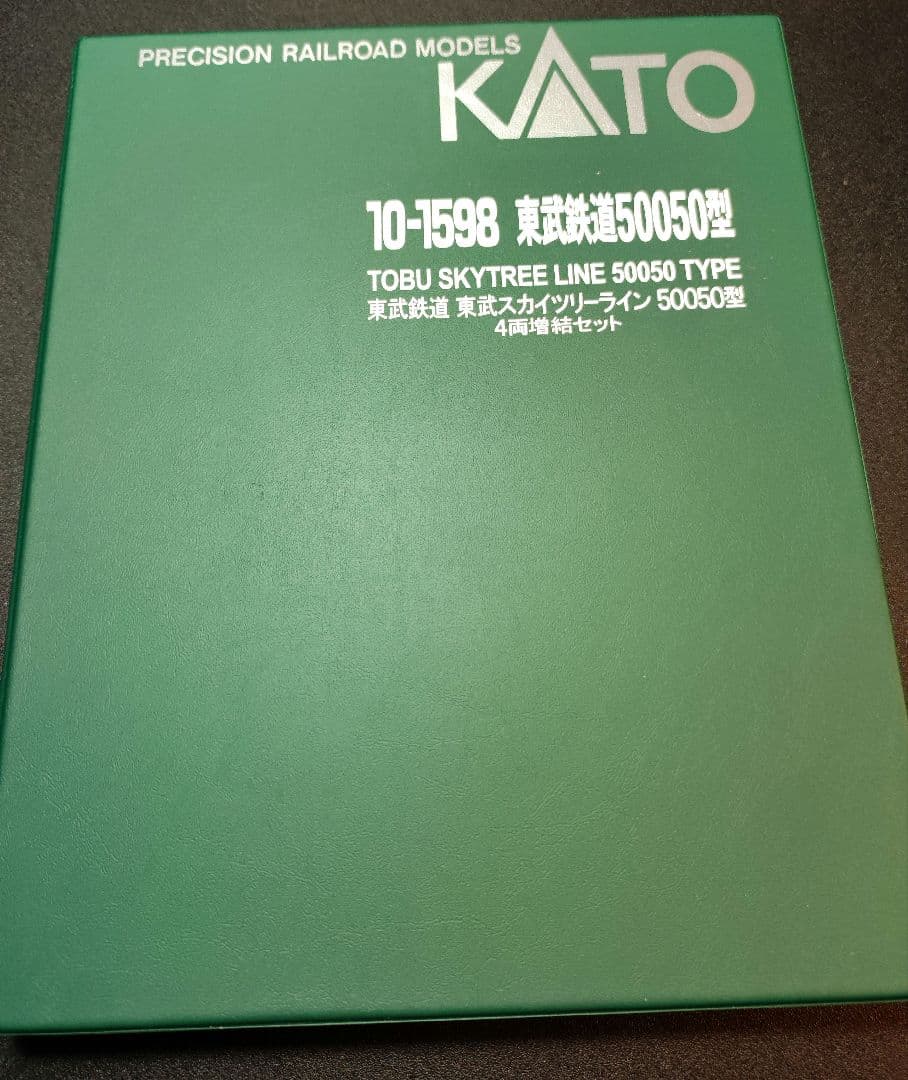 PRECISION RAILROAD MODELS
KATO
10-1598 東武鉄道50050型
TOBU SKYTREE LINE 50050 TYPE
東武鉄道 東武スカイツリーライン 50050型
4両増結セット